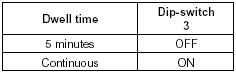 Dwell time Dip-switch
3
5 minutes OFF
Continuous ON